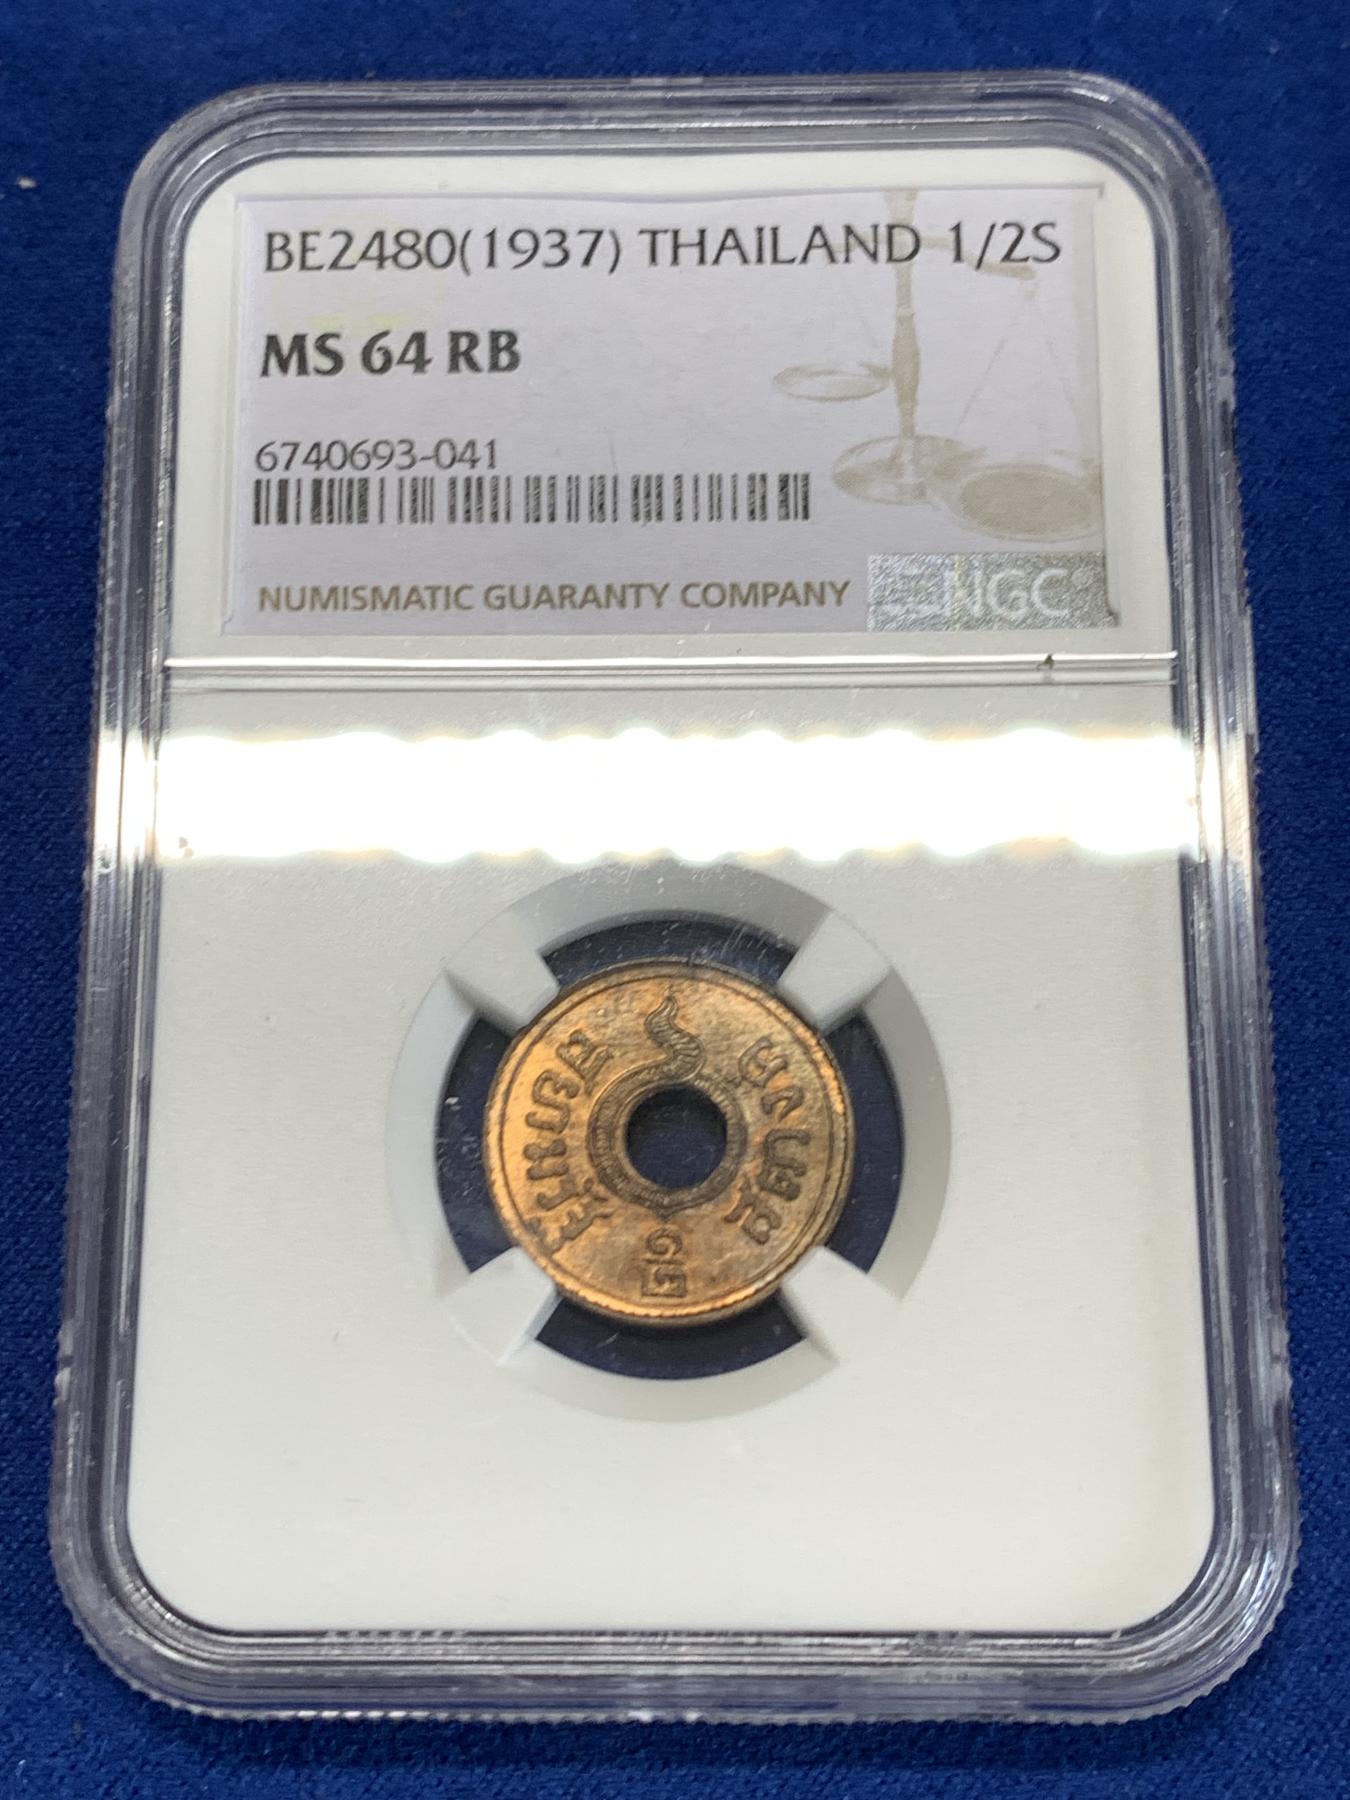 BE2480(1937) THAILAND 1/2S
MS 64 RB
6740693-041
NUMISMATIC GUARANTY COMPANY
NGC